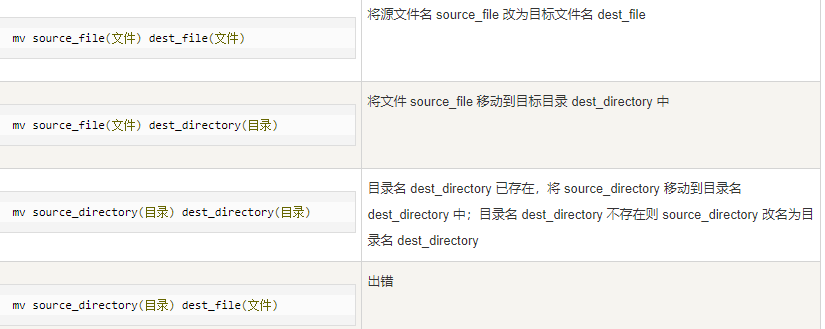 将源文件名 source_file 改为目标文件名 dest_file
mv source_file(文件) dest_file(文件)
将文件 source_file 移动到目标目录 dest_directory 中
mv source_file(文件) dest_directory(目录)
目录名 dest_directory 已存在，将 source_directory 移动到目录名
dest_directory 中；目录名 dest_directory 不存在则 source_directory 改名为目
录名 dest_directory
mv source_directory(目录) dest_directory(目录)
出错
mv source_directory(目录) dest_file(文件)